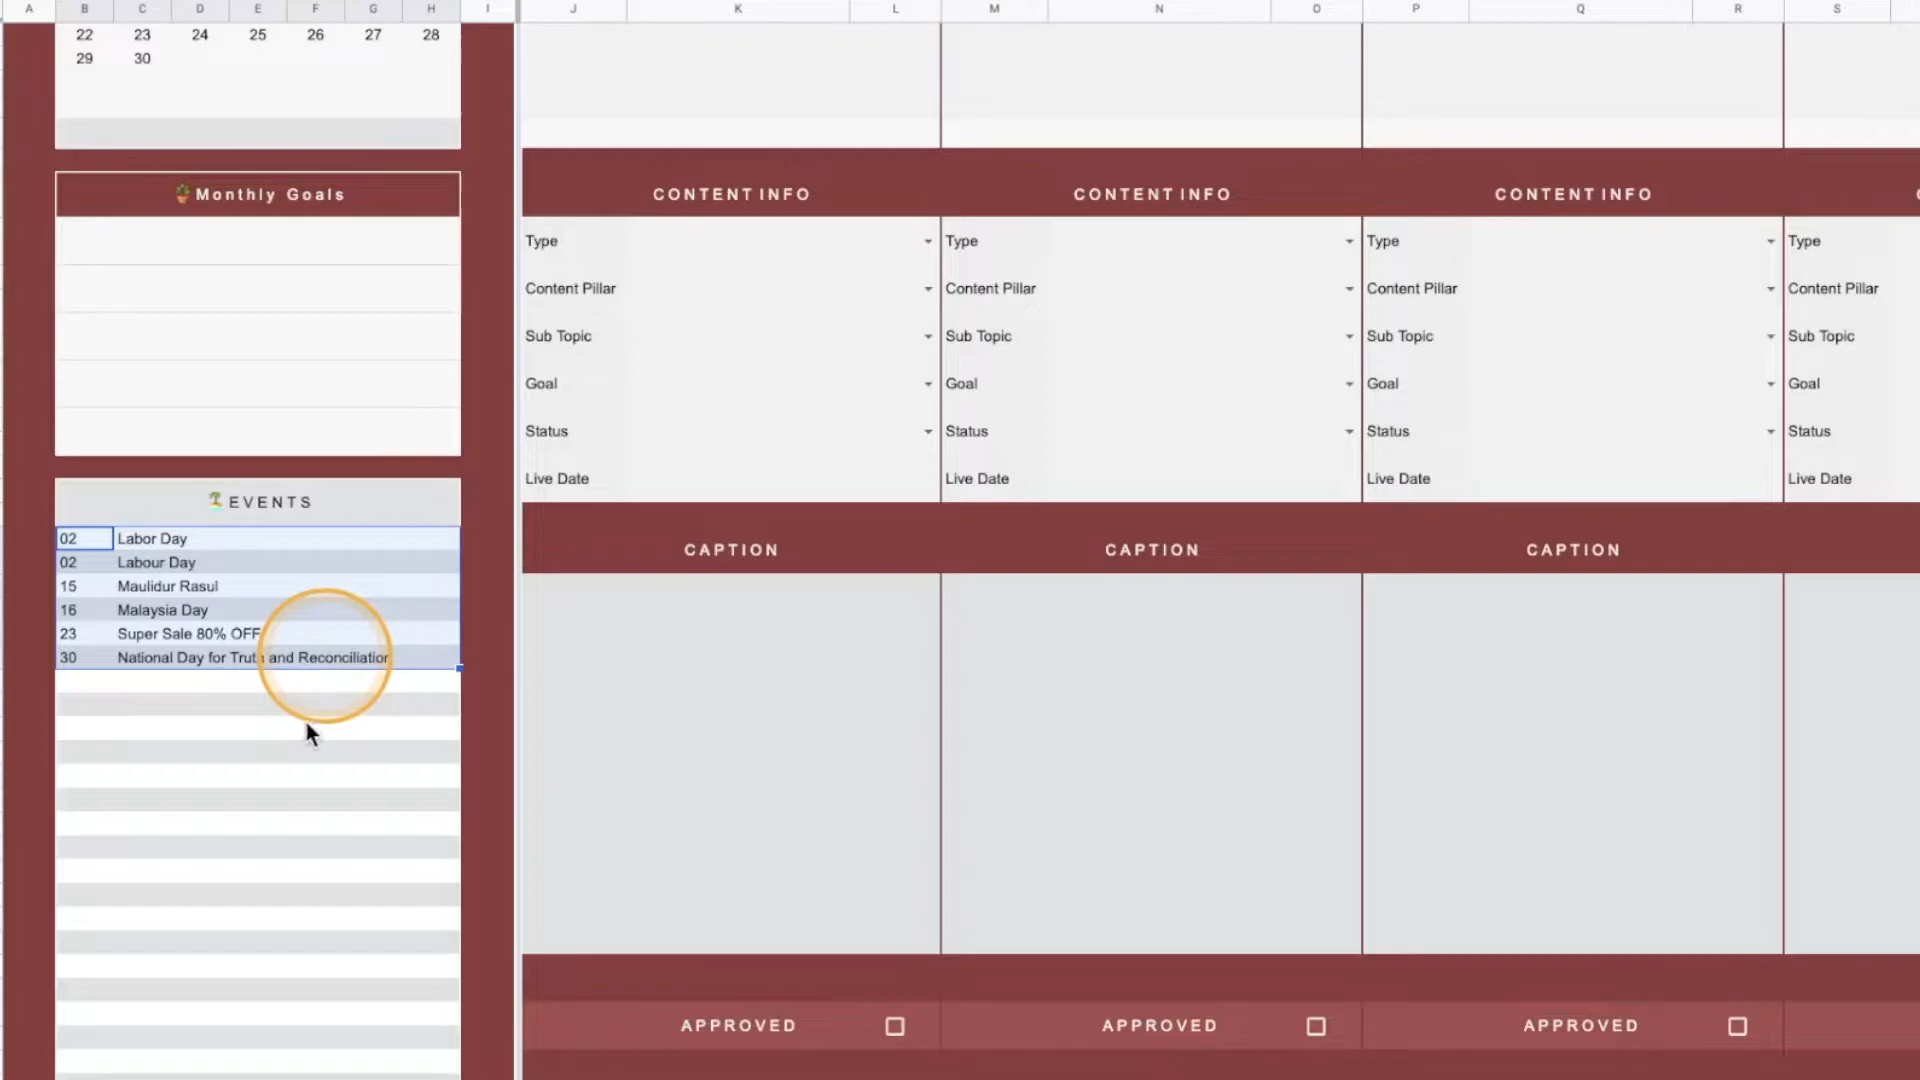 A B C D E F G H I J K L M N O P Q R S
22 23 24 25 26 27 28
29 30
Monthly Goals
CONTENT INFO CONTENT INFO CONTENT INFO
Type Type Type Type
Content Pillar Content Pillar Content Pillar Content Pillar
Sub Topic Sub Topic Sub Topic Sub Topic
Goal Goal Goal Goal
Status Status Status Status
Live Date Live Date Live Date Live Date
EVENTS
02 Labor Day
02 Labour Day
15 Maulidur Rasul
16 Malaysia Day
23 Super Sale 80% OFF
30 National Day for Truth and Reconciliation
CAPTION CAPTION CAPTION
APPROVED APPROVED APPROVED